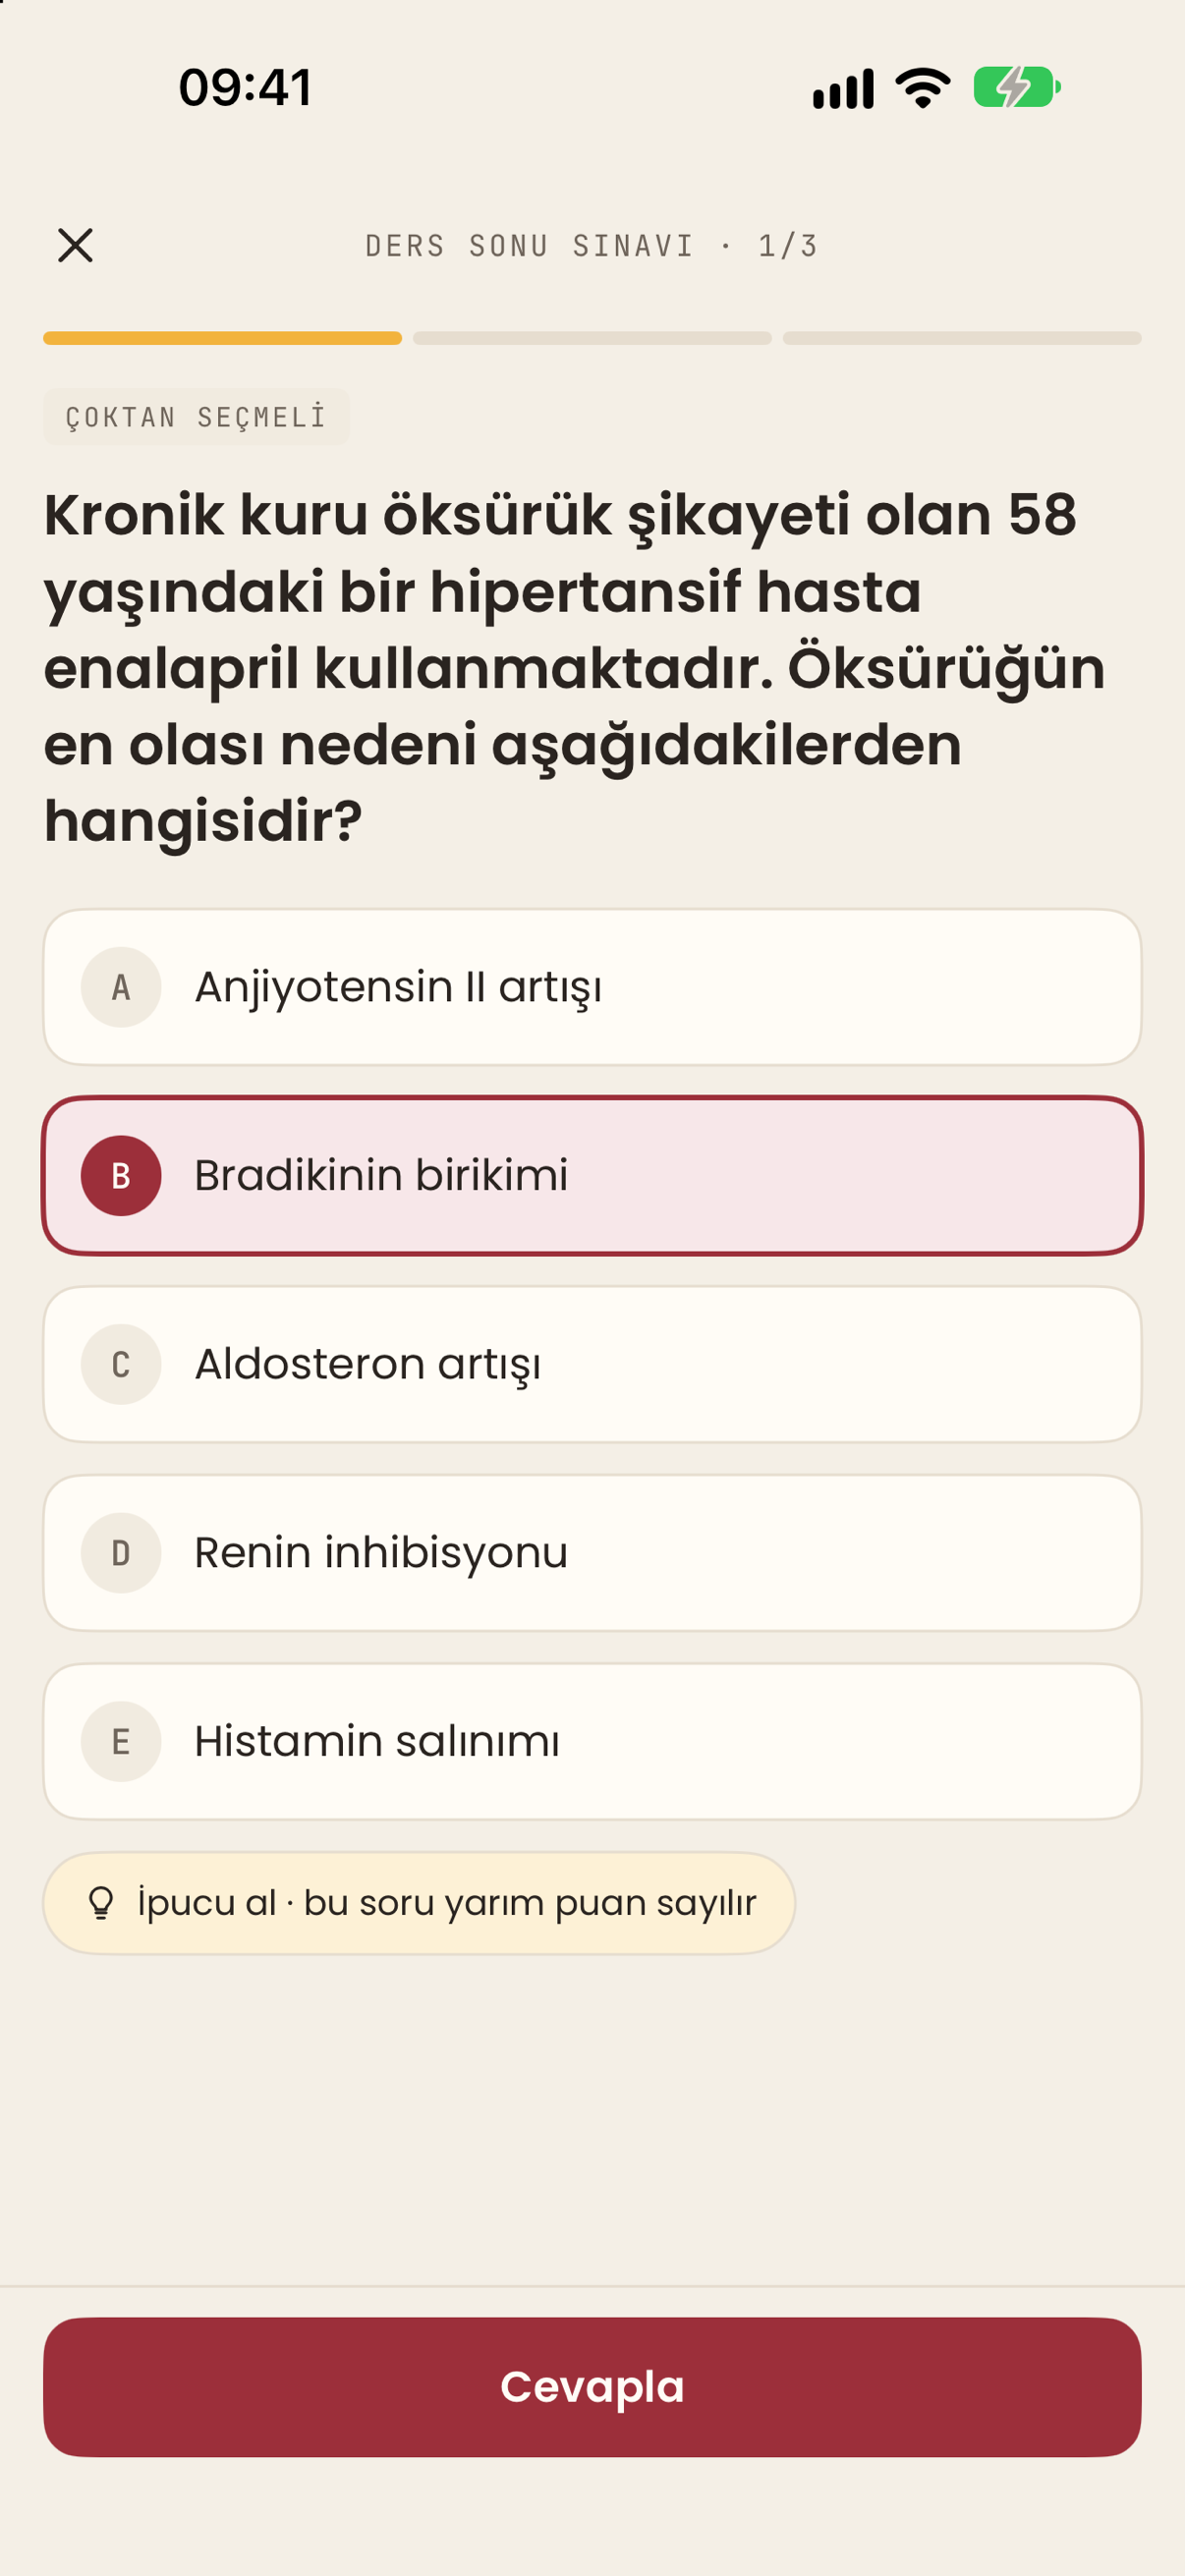 09:41
DERS SONU SINAVI · 1/3
ÇOKTAN SEÇMELİ
Kronik kuru öksürük şikayeti olan 58
yaşındaki bir hipertansif hasta
enalapril kullanmaktadır. Öksürüğün
en olası nedeni aşağıdakilerden
hangisidir?
A Anjiyotensin II artışı
B Bradikinin birikimi
C Aldosteron artışı
D Renin inhibisyonu
E Histamin salınımı
İpucu al · bu soru yarım puan sayılır
Cevapla